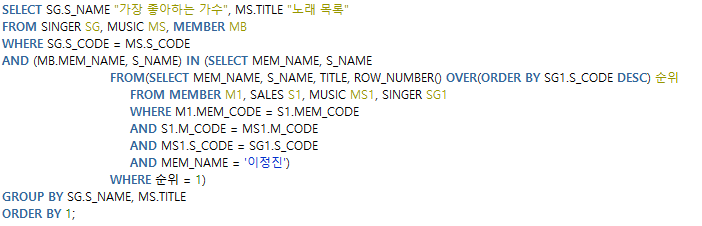 SELECT SG.S_NAME "가장 좋아하는 가수", MS.TITLE "노래 목록"
FROM SINGER SG, MUSIC MS, MEMBER MB
WHERE SG.S_CODE = MS.S_CODE
AND (MB.MEM_NAME, S_NAME) IN (SELECT MEM_NAME, S_NAME
FROM(SELECT MEM_NAME, S_NAME, TITLE, ROW_NUMBER() OVER(ORDER BY SG1.S_CODE DESC) 순위
FROM MEMBER M1, SALES S1, MUSIC MS1, SINGER SG1
WHERE M1.MEM_CODE = S1.MEM_CODE
AND S1.M_CODE = MS1.M_CODE
AND MS1.S_CODE = SG1.S_CODE
AND MEM_NAME = '이정진')
WHERE 순위 = 1)
GROUP BY SG.S_NAME, MS.TITLE
ORDER BY 1;